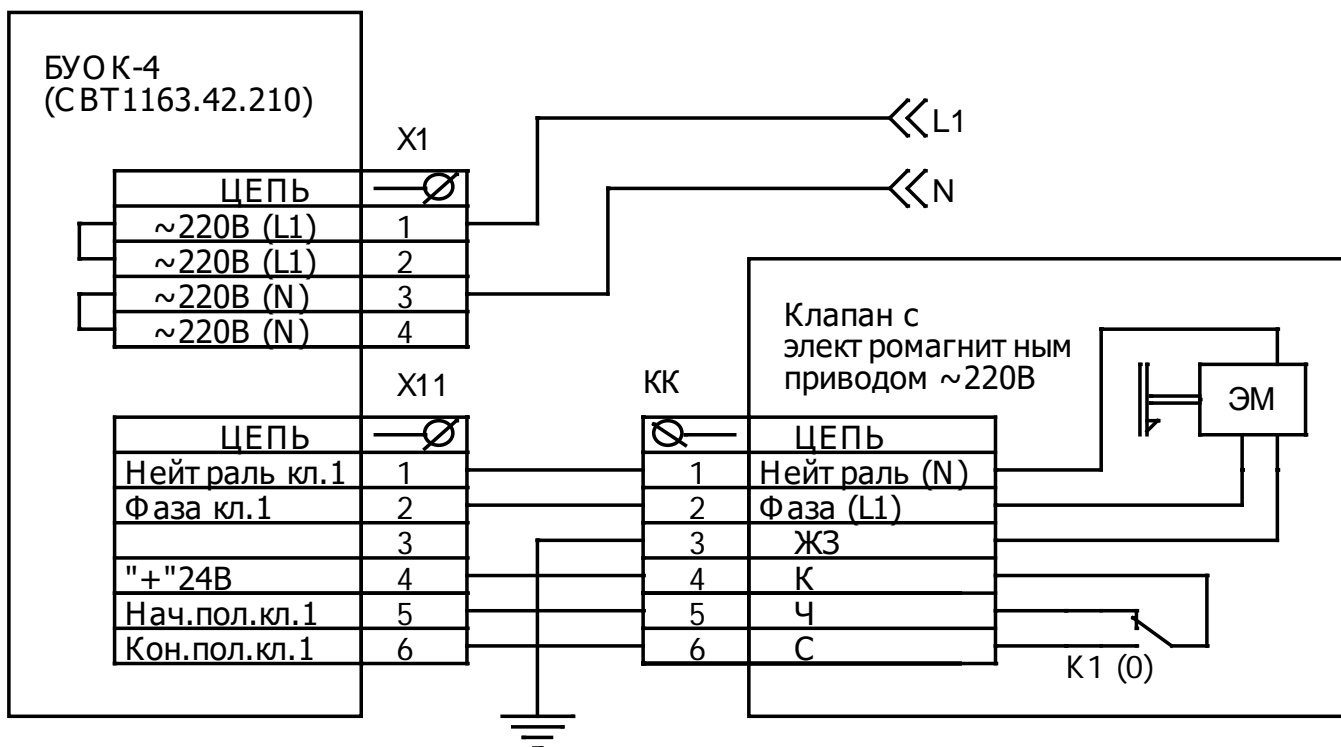 БУОК-4
(СВТ1163.42.210)
X1
ЦЕПЬ
~220В (L1) 1
~220В (L1) 2
~220В (N) 3
~220В (N) 4
L1
N
X11
ЦЕПЬ
Нейтраль кл.1 1
Фаза кл.1 2
3
"+"24В 4
Нач.пол.кл.1 5
Кон.пол.кл.1 6
КК
ЦЕПЬ
1 Нейтраль (N)
2 Фаза (L1)
3 ЖЗ
4 К
5 Ч
6 С
Клапан с
электромагнитным
приводом ~220В
ЭМ
К1 (0)